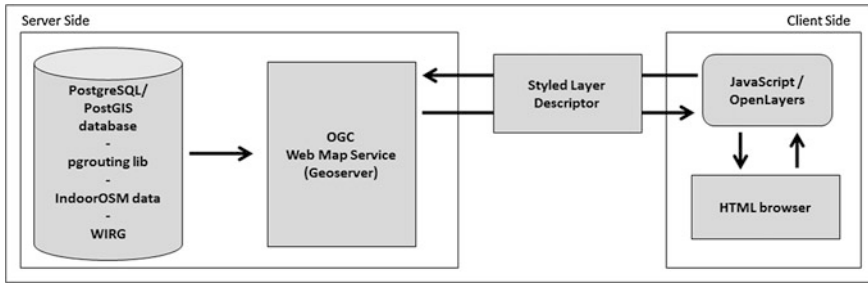 Server Side
Client Side
PostgreSQL/
PostGIS
database
-
pgrouting lib
-
IndoorOSM data
-
WIRG
OGC
Web Map Service
(Geoserver)
Styled Layer
Descriptor
JavaScript /
OpenLayers
HTML browser